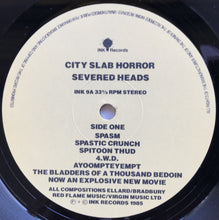 INK Records
CITY SLAB HORROR
SEVERED HEADS
INK 9A 33⅓ RPM STEREO
SIDE ONE
SPASM
SPASTIC CRUNCH
SPITOON THUD
4.W.D.
AYOOMPTEYEMPT
THE BLADDERS OF A THOUSAND BEDOIN
NOW AN EXPLOSIVE NEW MOVIE
ALL COMPOSITIONS ELLARD/BRADBURY
RED FLAME MUSIC/VIRGIN MUSIC LTD
℗ © INK RECORDS 1985